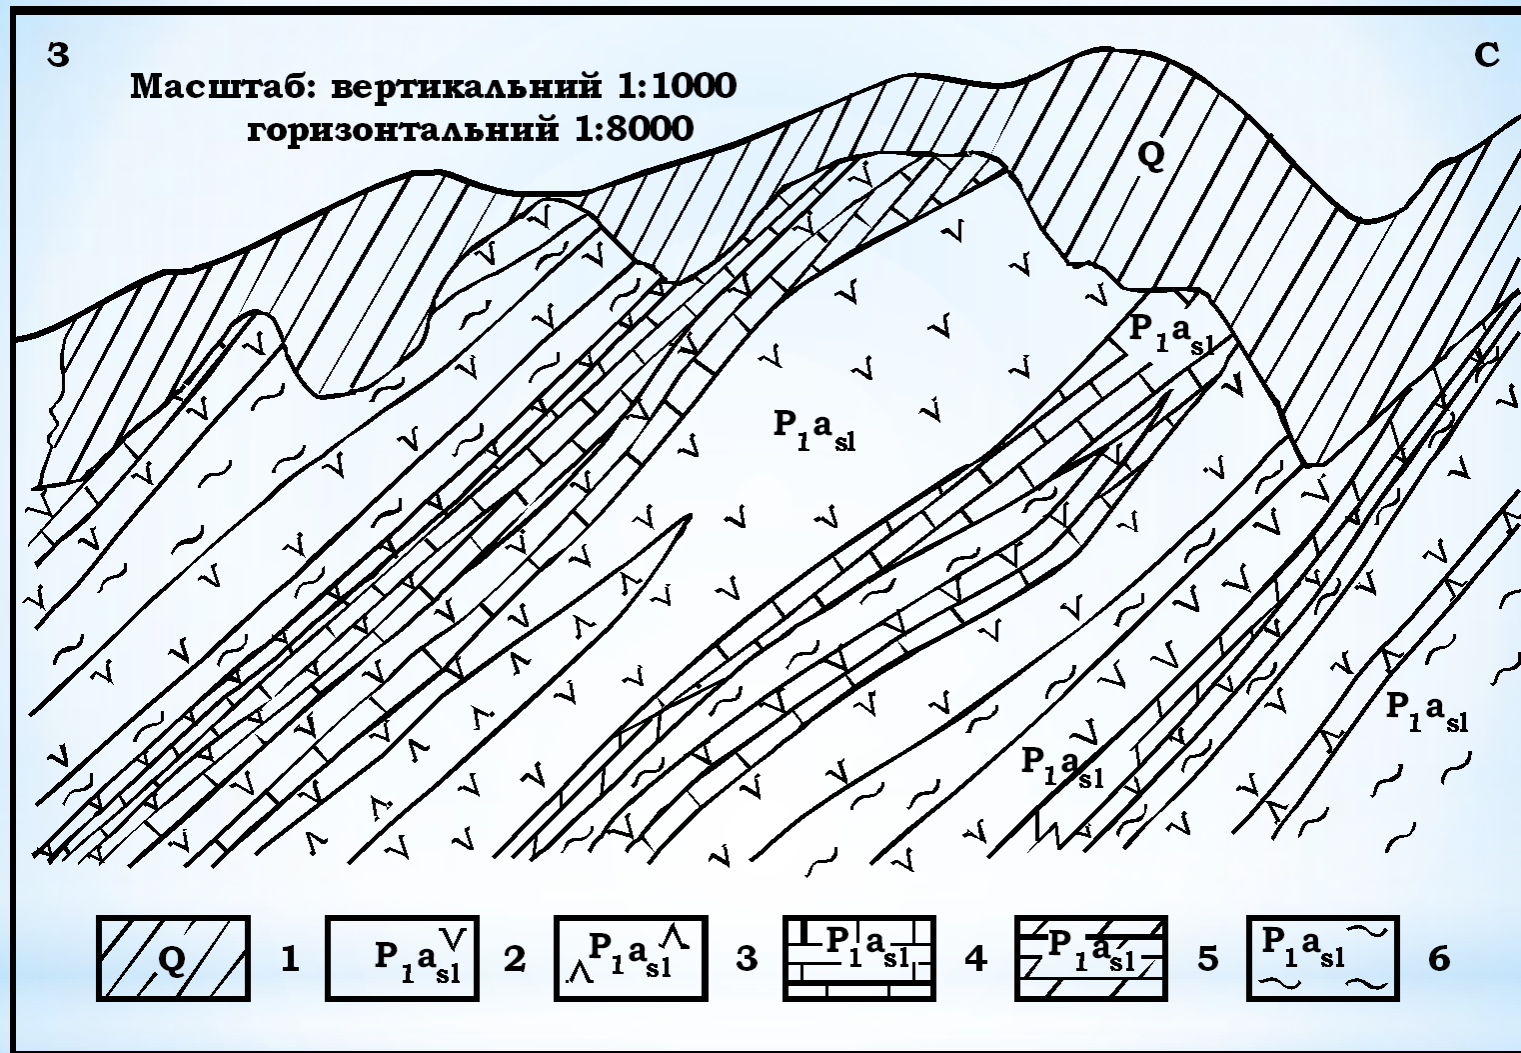 З
С
Масштаб: вертикальний 1:1000
горизонтальний 1:8000
Q
P1asl
P1asl
P1asl
P1asl
Q 1 P1asl 2 P1asl 3 P1asl 4 P1asl 5 P1asl 6